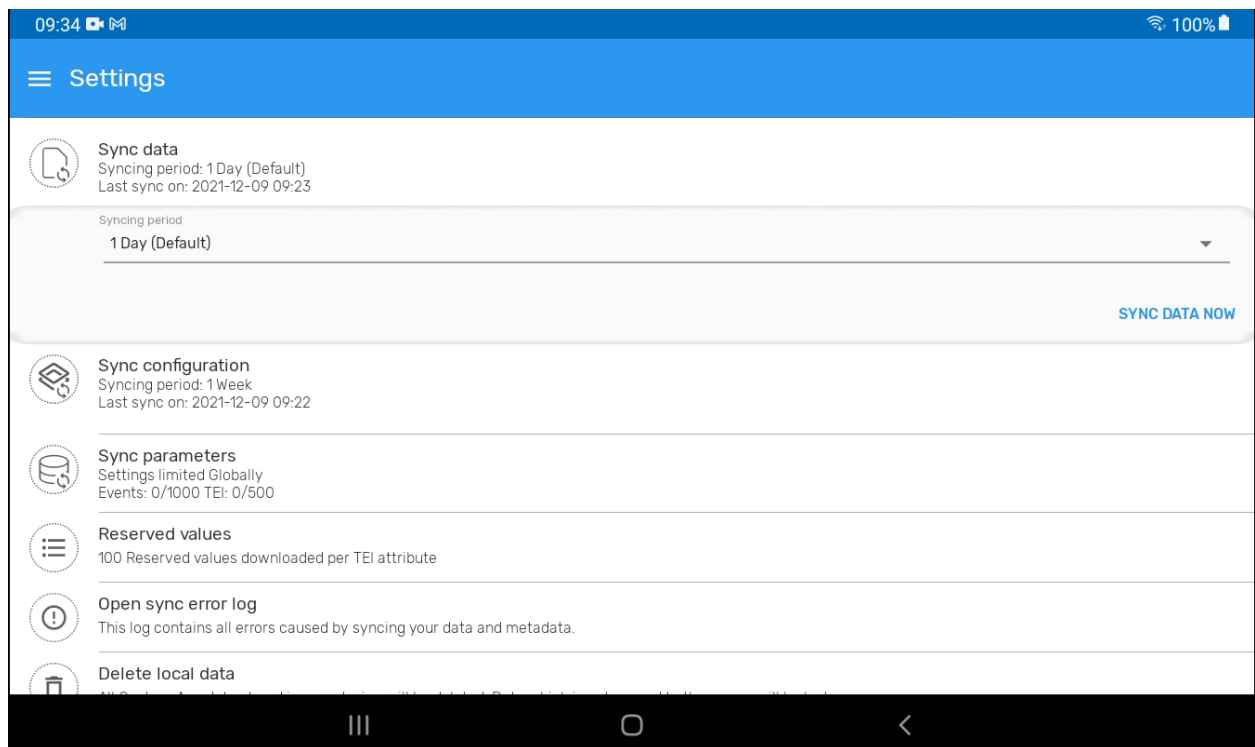 09:34
100%
Settings
Sync data
Syncing period: 1 Day (Default)
Last sync on: 2021-12-09 09:23
Syncing period
1 Day (Default)
SYNC DATA NOW
Sync configuration
Syncing period: 1 Week
Last sync on: 2021-12-09 09:22
Sync parameters
Settings limited Globally
Events: 0/1000 TEI: 0/500
Reserved values
100 Reserved values downloaded per TEI attribute
Open sync error log
This log contains all errors caused by syncing your data and metadata.
Delete local data